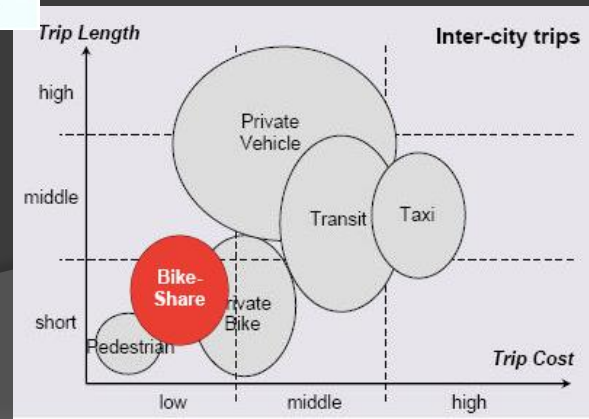 Trip Length
Inter-city trips
high
Private
Vehicle
middle
Transit
Taxi
Bike-
Share
rivate
Bike
short
Pedestrian
Trip Cost
low
middle
high